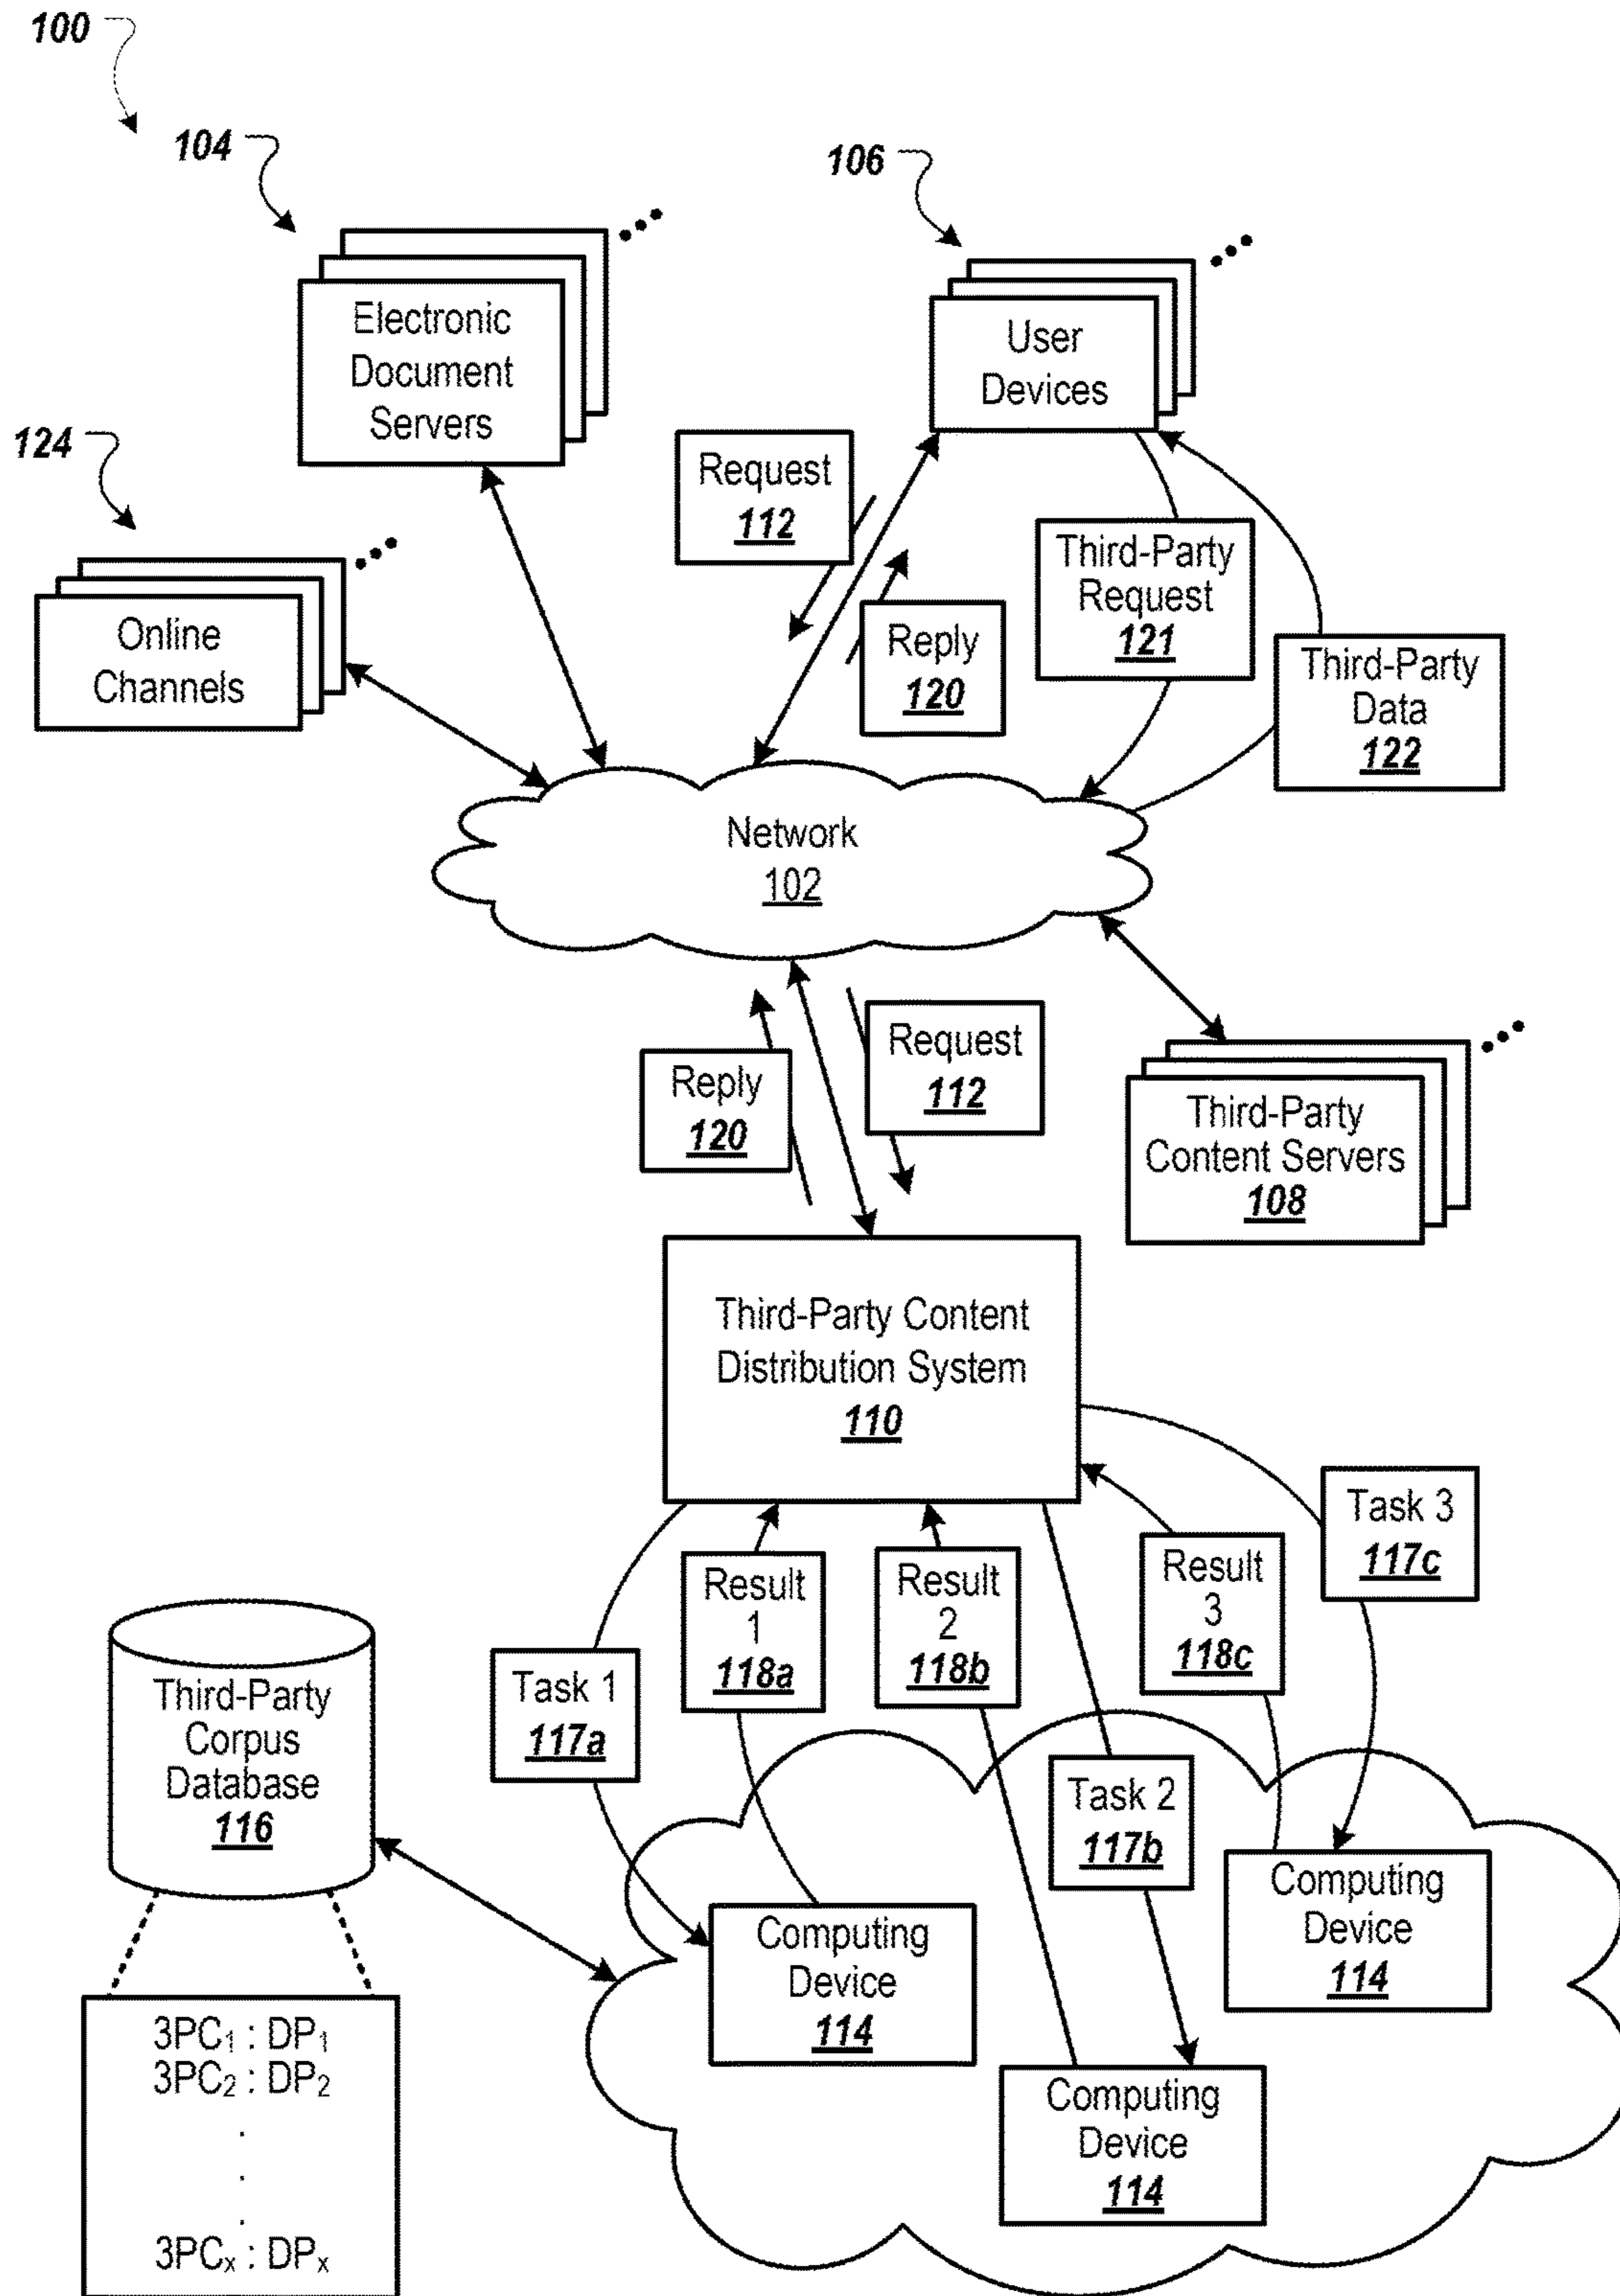 100
104
106
Electronic
Document
Servers
User
Devices
124
Request
112
Third-Party
Request
121
Online
Channels
Reply
120
Third-Party
Data
122
Network
102
Request
112
Reply
120
Third-Party
Content Servers
108
Third-Party Content
Distribution System
110
Task 3
117c
Result
1
118a
Result
2
118b
Result
3
118c
Task 1
117a
Third-Party
Corpus
Database
116
Task 2
117b
Computing
Device
114
Computing
Device
114
Computing
Device
114
3PC₁ : DP₁
3PC₂ : DP₂
.
.
.
3PCₓ : DPₓ